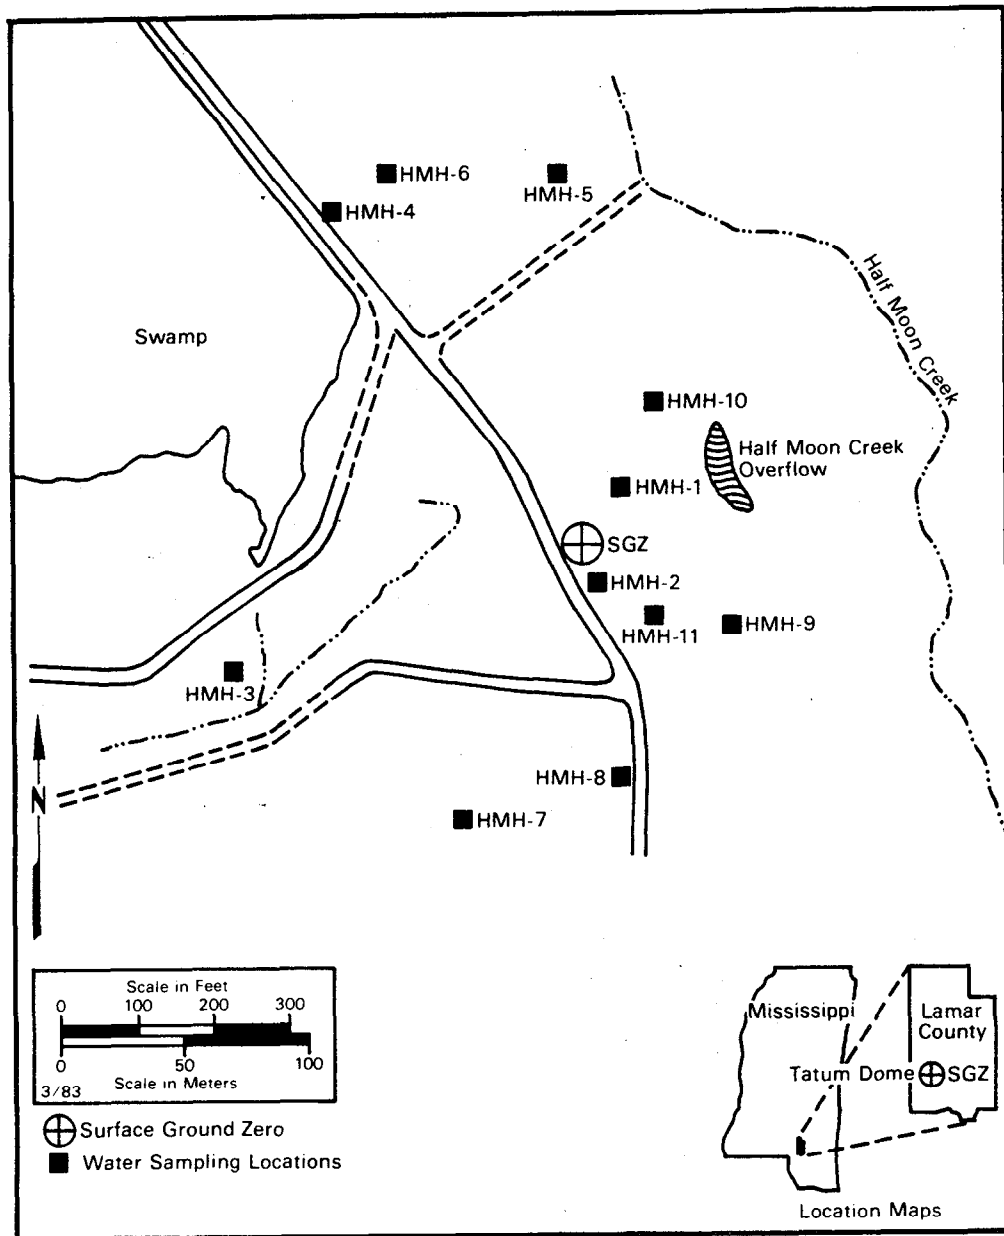 HMH-6
HMH-5
HMH-4
Half Moon Creek
Swamp
HMH-10
Half Moon Creek
Overflow
HMH-1
SGZ
HMH-2
HMH-11
HMH-9
HMH-3
HMH-8
N
HMH-7
Scale in Feet
0 100 200 300
0 50 100
Scale in Meters
3/83
Surface Ground Zero
Water Sampling Locations
Mississippi
Lamar
County
Tatum Dome
SGZ
Location Maps